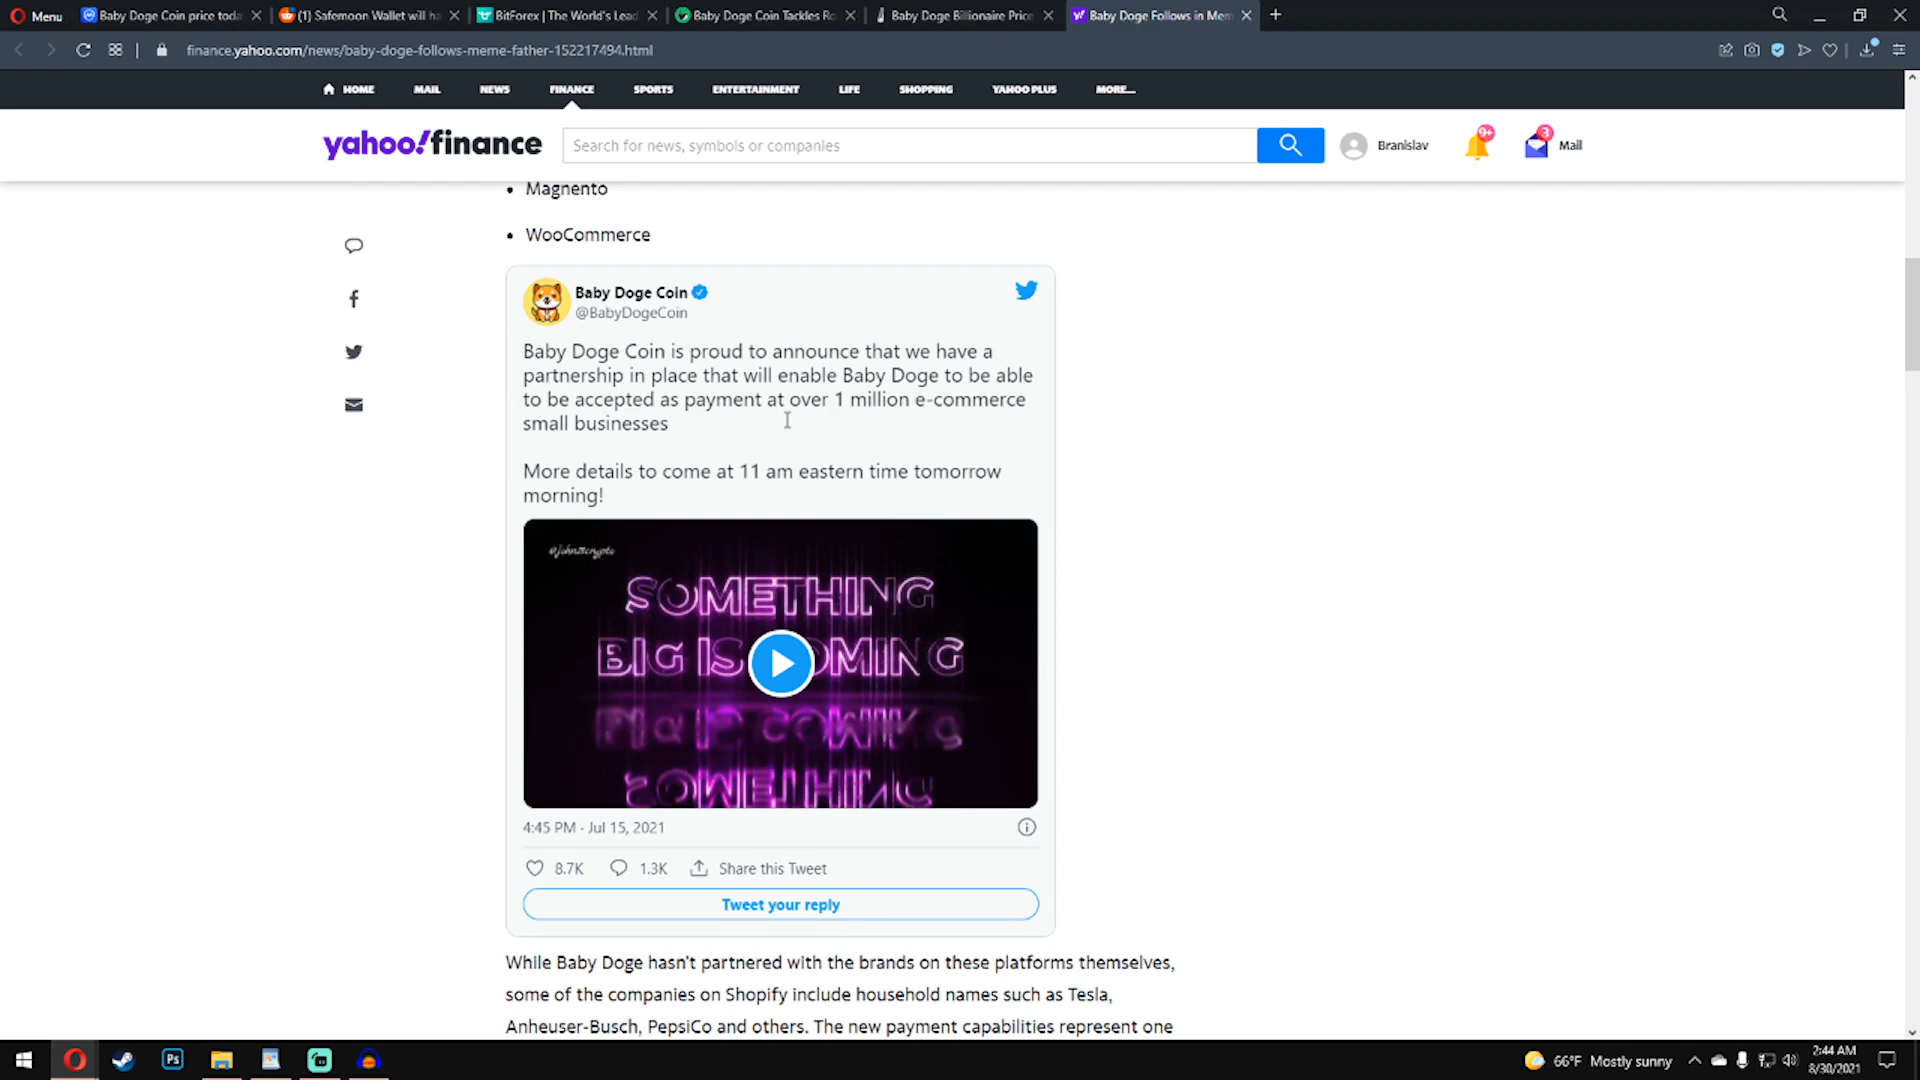 Menu
Baby Doge Coin price toda
(1) Safemoon Wallet will ha
BitForex | The World's Lead
Baby Doge Coin Tackles Ro
Baby Doge Billionaire Price
Baby Doge Follows in Mem
finance.yahoo.com/news/baby-doge-follows-meme-father-152217494.html
HOME MAIL NEWS FINANCE SPORTS ENTERTAINMENT LIFE SHOPPING YAHOO PLUS MORE...
yahoo!finance
Search for news, symbols or companies
Branislav
9+
3
Mail
• Magnento
• WooCommerce
Baby Doge Coin
@BabyDogeCoin
Baby Doge Coin is proud to announce that we have a
partnership in place that will enable Baby Doge to be able
to be accepted as payment at over 1 million e-commerce
small businesses
More details to come at 11 am eastern time tomorrow
morning!
@johnztcrypto
SOMETHING
BIG IS COMING
4:45 PM - Jul 15, 2021
8.7K 1.3K Share this Tweet
Tweet your reply
While Baby Doge hasn't partnered with the brands on these platforms themselves,
some of the companies on Shopify include household names such as Tesla,
Anheuser-Busch, PepsiCo and others. The new payment capabilities represent one
Ps
66°F Mostly sunny
2:44 AM
8/30/2021